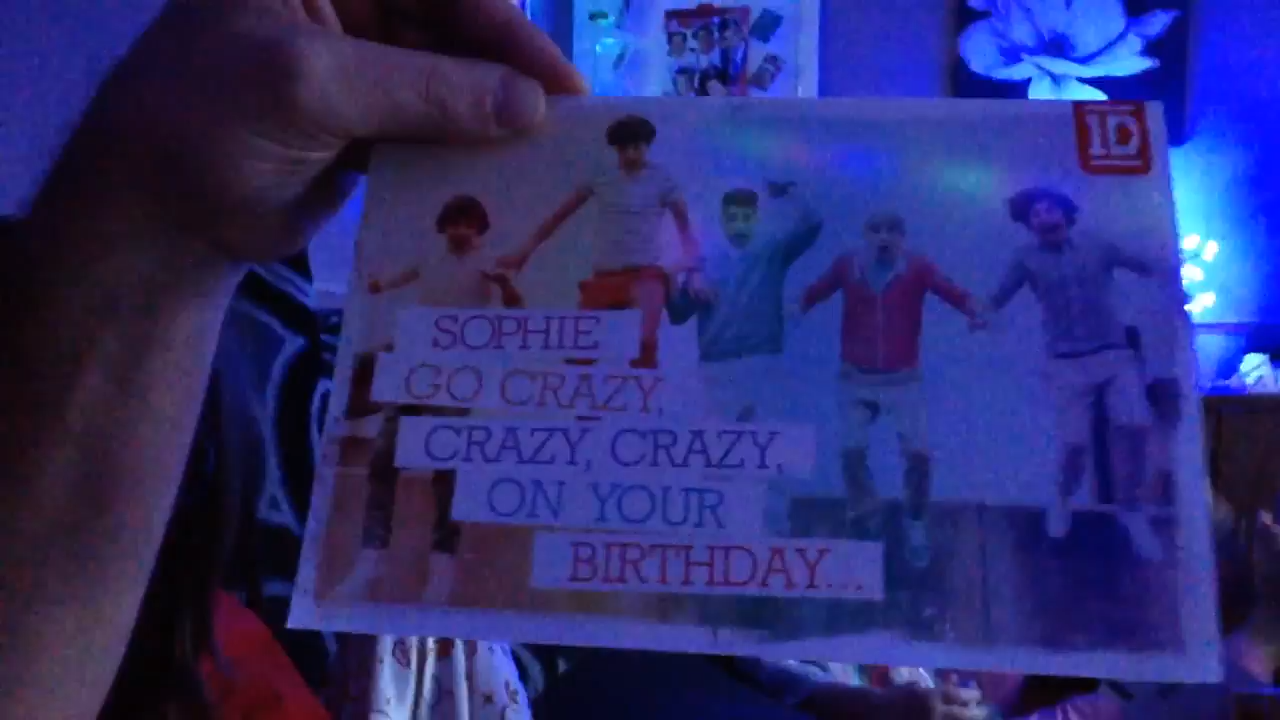 1D
SOPHIE
GO CRAZY,
CRAZY, CRAZY,
ON YOUR
BIRTHDAY...